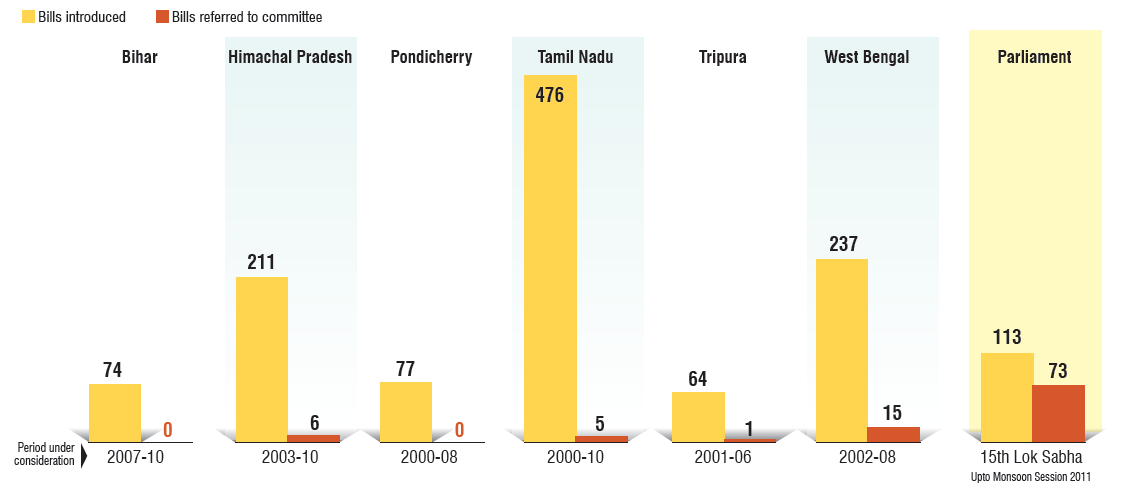 Bills introduced Bills referred to committee
Bihar Himachal Pradesh Pondicherry Tamil Nadu Tripura West Bengal Parliament
476
237
211
113
74 77 64 73
0 6 0 5 1 15
Period under
consideration
2007-10 2003-10 2000-08 2000-10 2001-06 2002-08 15th Lok Sabha
Upto Monsoon Session 2011